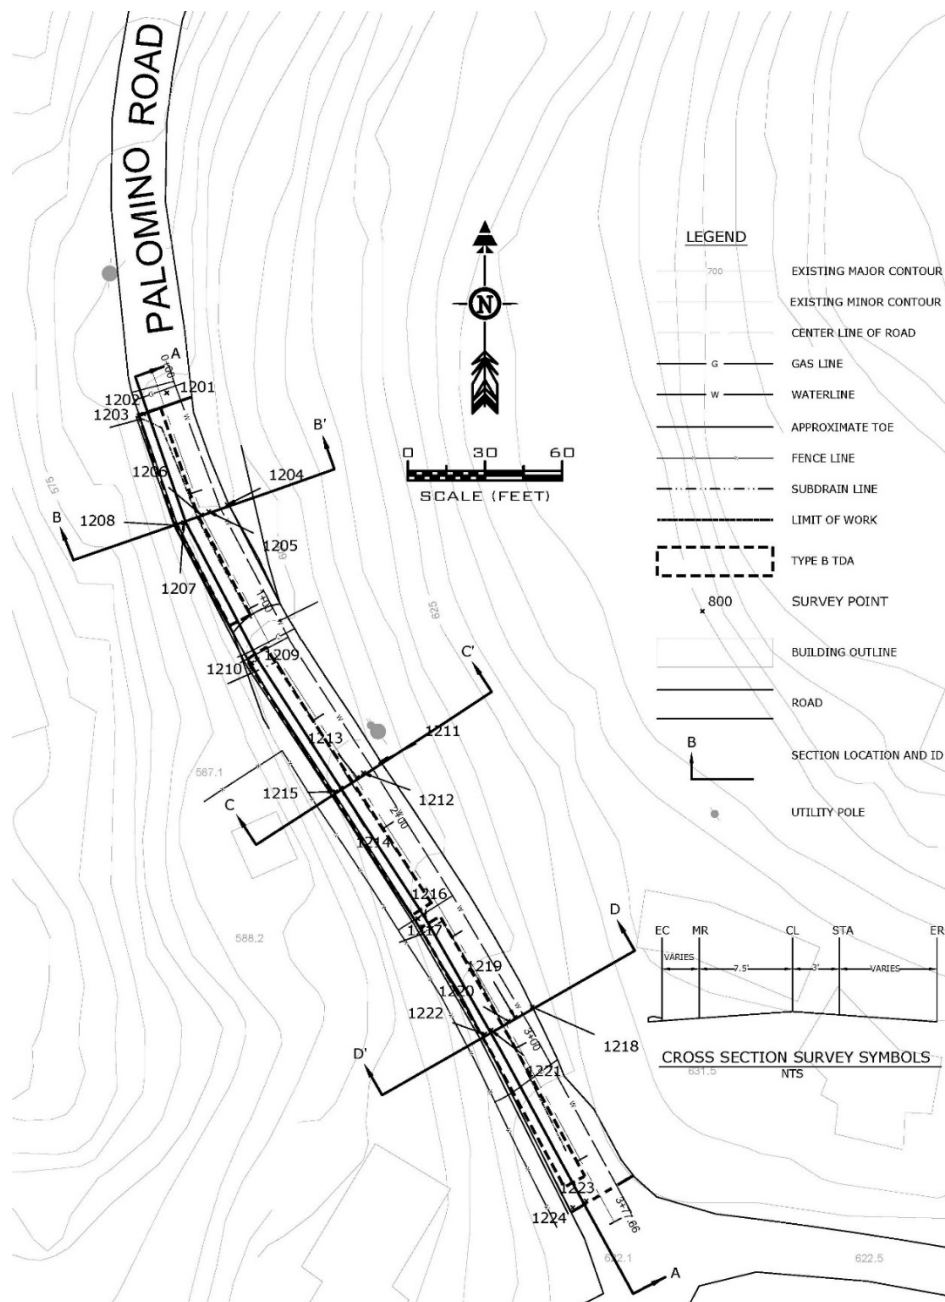 PALOMINO ROAD
A
0+00
1201
1202
1203
G
W
B'
1204
1206
575
B
1208
1205
1207
1+00
W
625
1210
1209
C'
W
1213
1211
587.1
1215
1212
C
2+00
1214
1216
1217
588.2
W
D
1219
1220
1222
W
3+00
1218
D'
1221
631.5
W
1223
1224
3+77.66
622.1
622.5
A
N
0 30 60
SCALE (FEET)
LEGEND
700 EXISTING MAJOR CONTOUR
EXISTING MINOR CONTOUR
CENTER LINE OF ROAD
G GAS LINE
W WATERLINE
APPROXIMATE TOE
FENCE LINE
SUBDRAIN LINE
LIMIT OF WORK
TYPE B TDA
800 SURVEY POINT
BUILDING OUTLINE
ROAD
B SECTION LOCATION AND ID
UTILITY POLE
EC MR CL STA ER
VARIES 7.5' 3' VARIES
CROSS SECTION SURVEY SYMBOLS
NTS